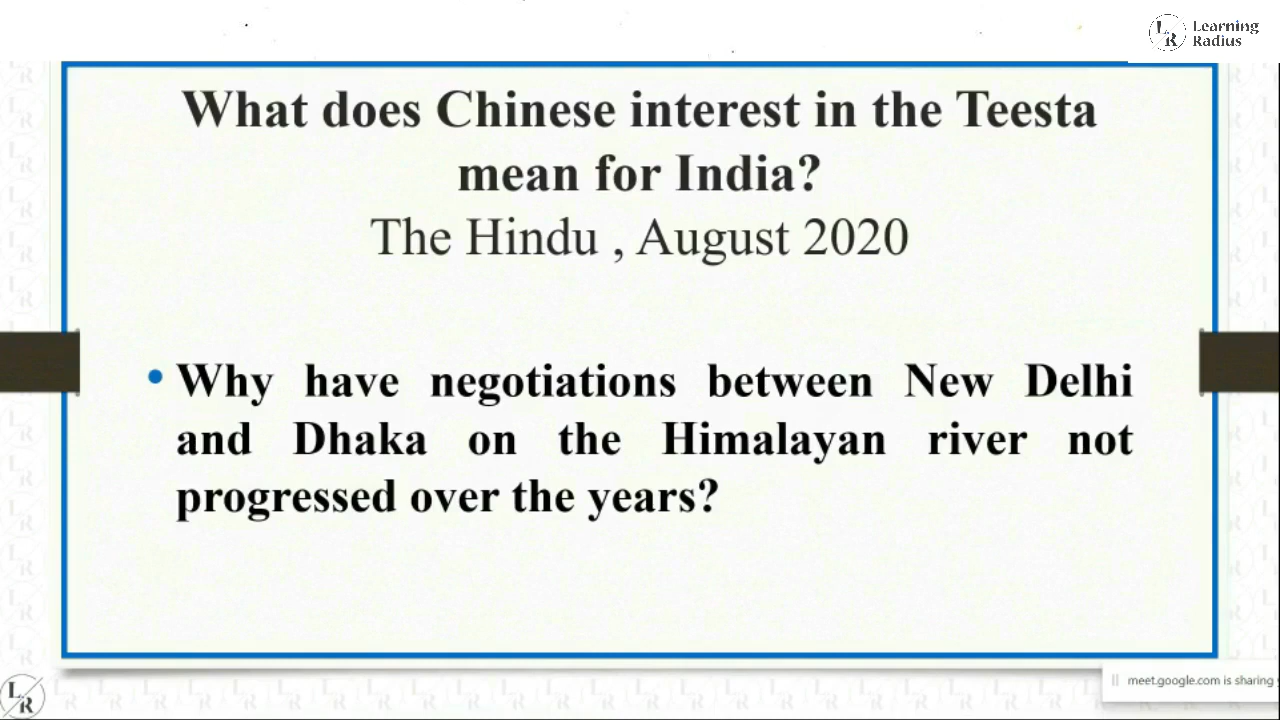 Learning
Radius
What does Chinese interest in the Teesta
mean for India?
The Hindu , August 2020
• Why have negotiations between New Delhi
and Dhaka on the Himalayan river not
progressed over the years?
meet.google.com is sharing
LR